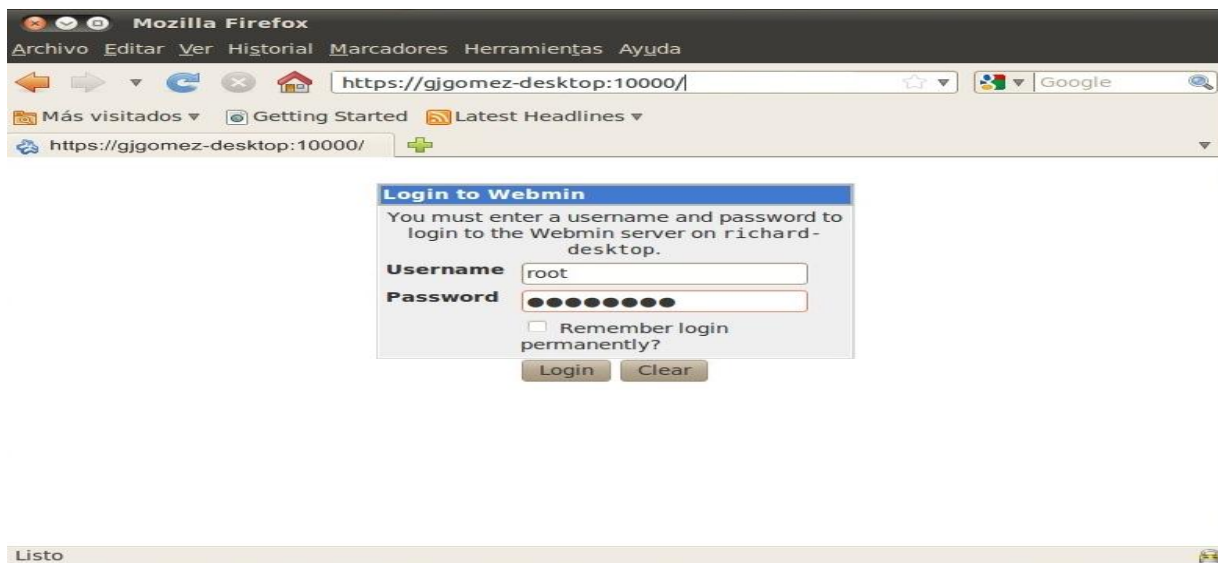 Mozilla Firefox
Archivo Editar Ver Historial Marcadores Herramientas Ayuda
https://gjgomez-desktop:10000/
Google
Más visitados Getting Started Latest Headlines
https://gjgomez-desktop:10000/
Login to Webmin
You must enter a username and password to
login to the Webmin server on richard-
desktop.
Username root
Password ●●●●●●●●
Remember login
permanently?
Login Clear
Listo